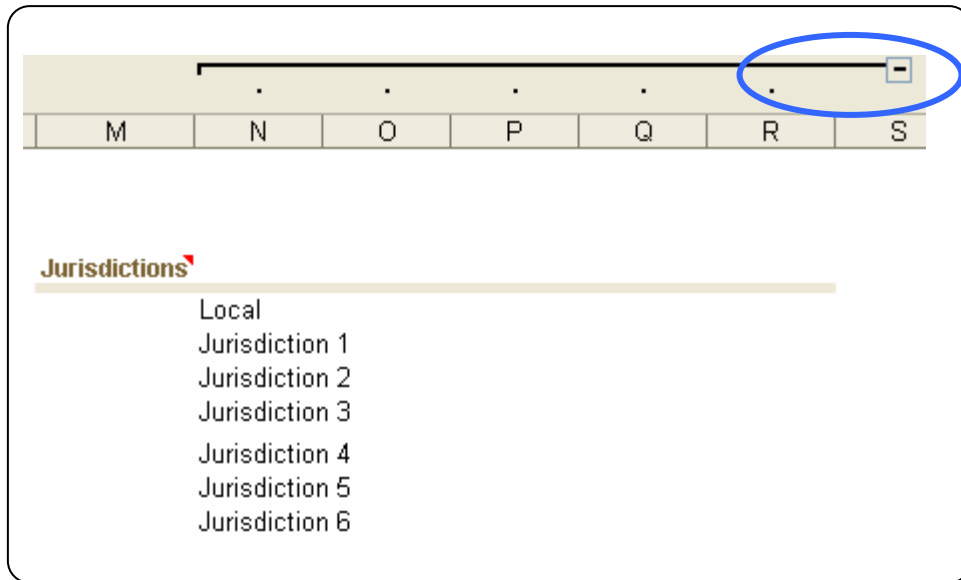 M N O P Q R S
Jurisdictions
Local
Jurisdiction 1
Jurisdiction 2
Jurisdiction 3
Jurisdiction 4
Jurisdiction 5
Jurisdiction 6